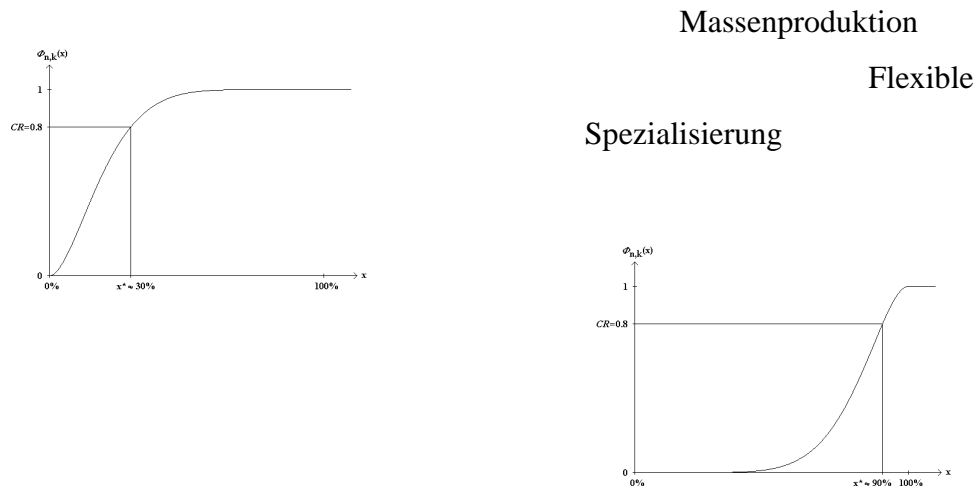 Massenproduktion
Flexible
Spezialisierung
Φn,k(x)
1
CR=0.8
0
0% x* ≈ 30% 100% x
Φn,k(x)
1
CR=0.8
0
0% x* ≈ 90% 100% x